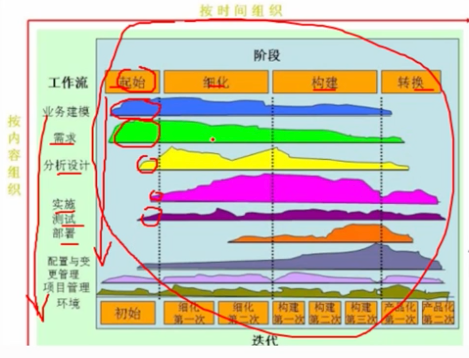 按时间组织
按内容组织
阶段
工作流
起始 细化 构建 转换
业务建模
需求
分析设计
实施
测试
部署
配置与变
更管理
项目管理
环境
初始
细化
第一次
细化
第二次
构建
第一次
构建
第二次
构建
第三次
产品化
第一次
产品化
第二次
迭代